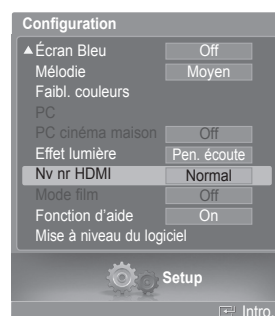 Configuration
▲ Écran Bleu Off
Mélodie Moyen
Faibl. couleurs
PC
PC cinéma maison Off
Effet lumière Pen. écoute
Nv nr HDMI Normal
Mode film Off
Fonction d'aide On
Mise à niveau du logiciel
Setup
Intro